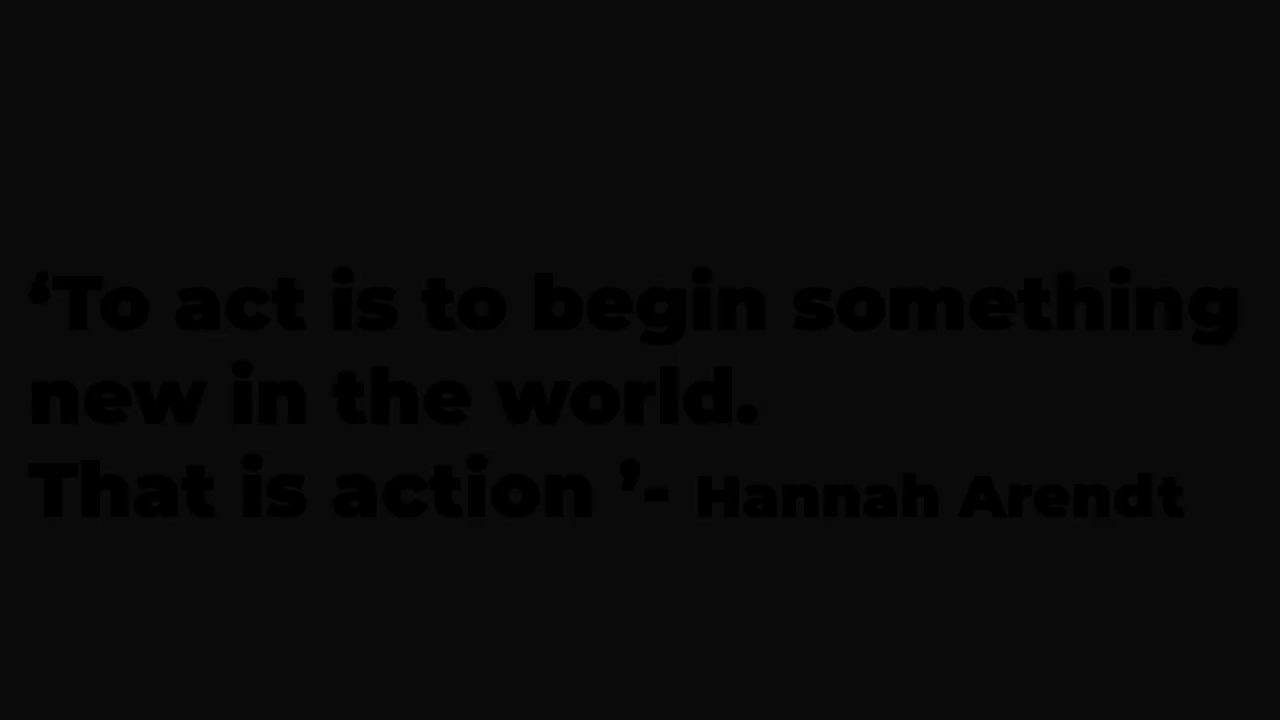 ‘To act is to begin something
new in the world.
That is action ’- Hannah Arendt